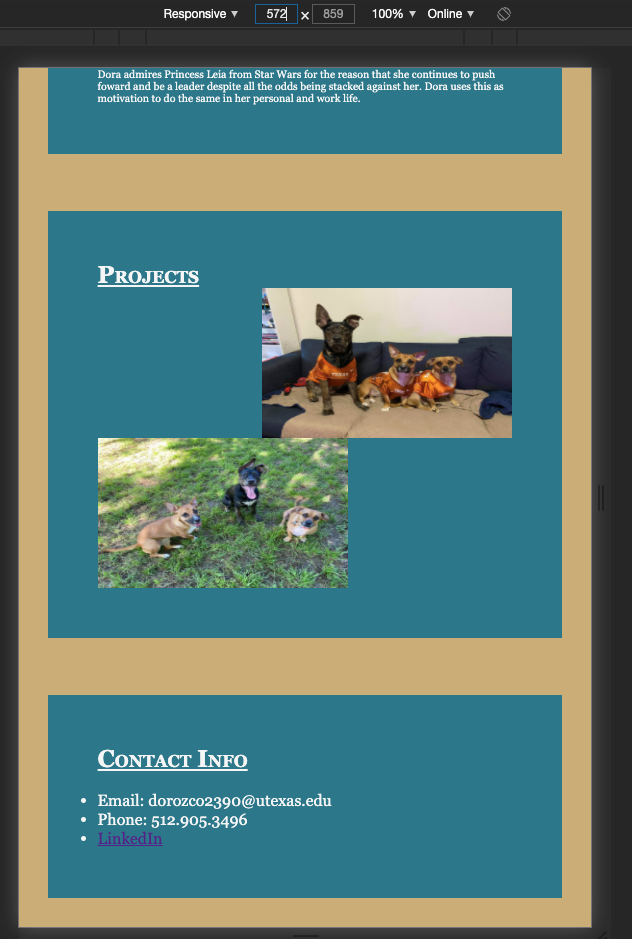 Responsive ▼ 572 × 859 100% ▼ Online ▼
Dora admires Princess Leia from Star Wars for the reason that she continues to push
foward and be a leader despite all the odds being stacked against her. Dora uses this as
motivation to do the same in her personal and work life.
Projects
TEXAS
Contact Info
• Email: dorozco2390@utexas.edu
• Phone: 512.905.3496
• LinkedIn